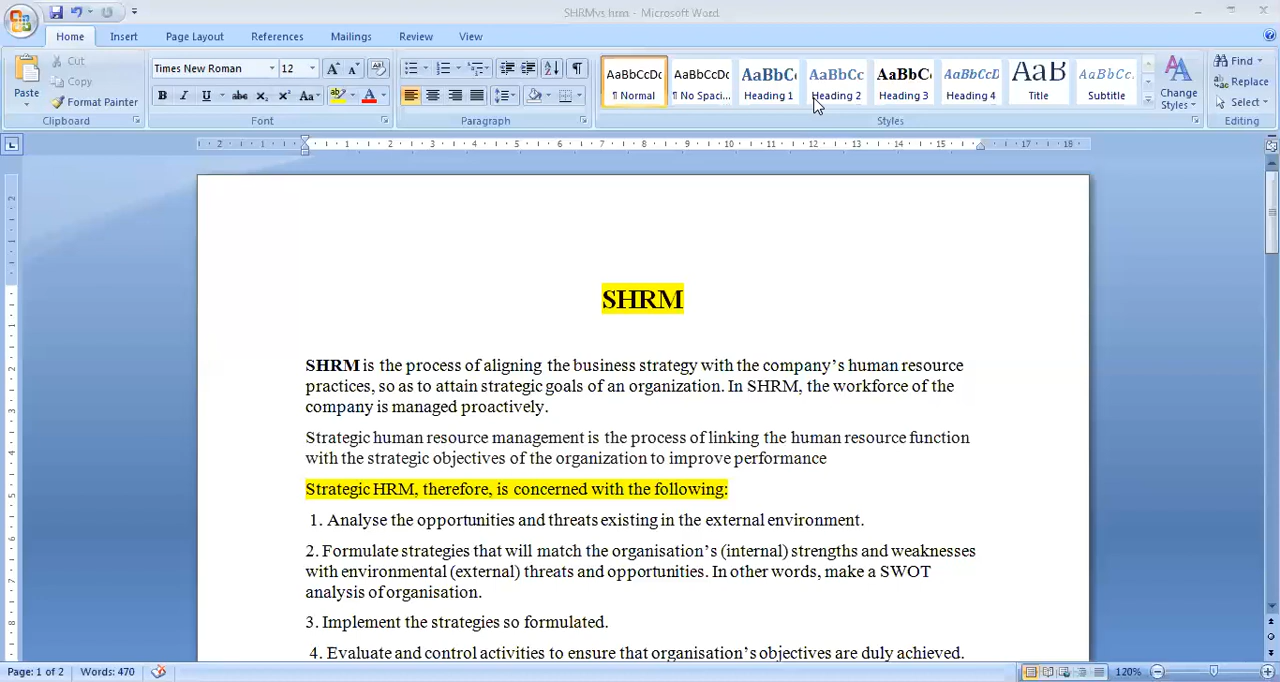 SHRMvs hrm - Microsoft Word
Home Insert Page Layout References Mailings Review View
Paste
Cut
Copy
Format Painter
Clipboard
Times New Roman 12
Font
Paragraph
AaBbCcDc AaBbCcDc AaBbC AaBbCc AaBbC AaBbCcD AaB AaBbCc.
¶ Normal ¶ No Spaci... Heading 1 Heading 2 Heading 3 Heading 4 Title Subtitle
Change
Styles
Styles
Find
Replace
Select
Editing
SHRM
SHRM is the process of aligning the business strategy with the company's human resource
practices, so as to attain strategic goals of an organization. In SHRM, the workforce of the
company is managed proactively.
Strategic human resource management is the process of linking the human resource function
with the strategic objectives of the organization to improve performance
Strategic HRM, therefore, is concerned with the following:
1. Analyse the opportunities and threats existing in the external environment.
2. Formulate strategies that will match the organisation's (internal) strengths and weaknesses
with environmental (external) threats and opportunities. In other words, make a SWOT
analysis of organisation.
3. Implement the strategies so formulated.
4. Evaluate and control activities to ensure that organisation's objectives are duly achieved.
Page: 1 of 2 Words: 470 120%